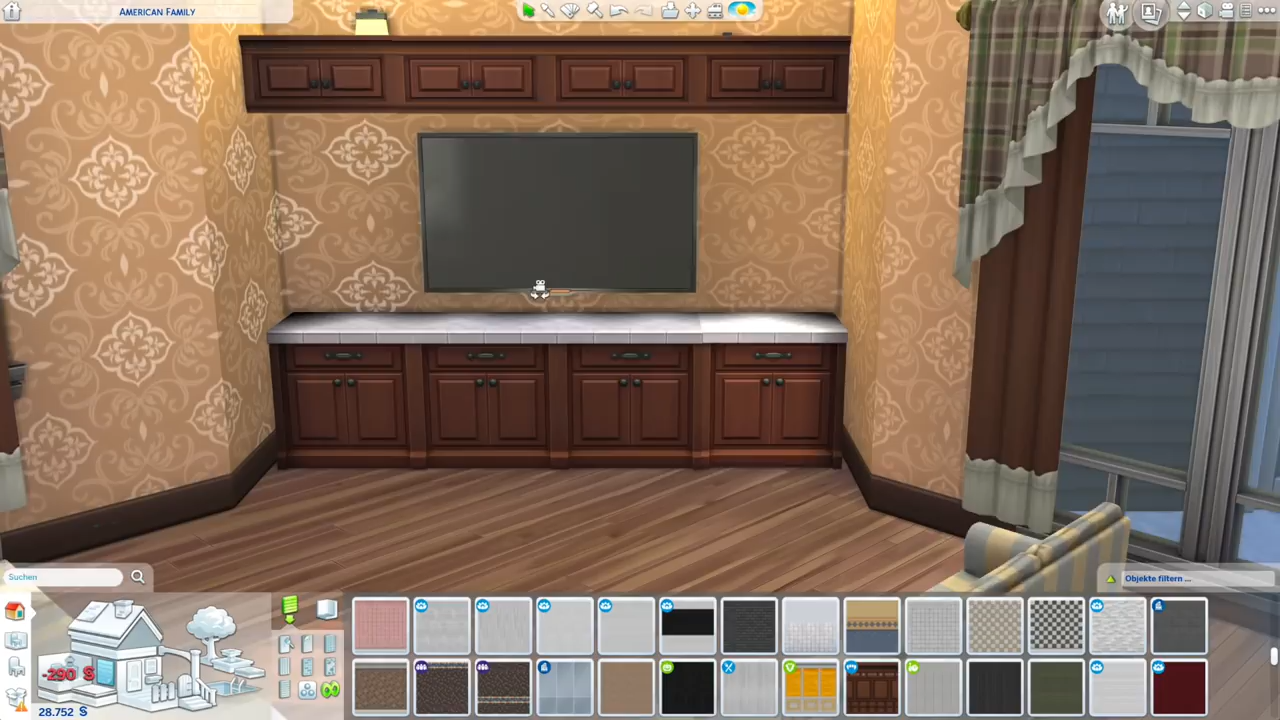 AMERICAN FAMILY
Suchen
Objekte filtern ...
-290 $
28.752 $